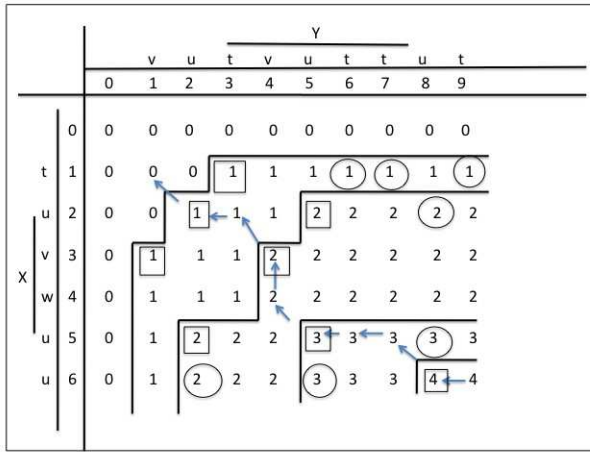 Y
v u t v u t t u t
0 1 2 3 4 5 6 7 8 9
0 0 0 0 0 0 0 0 0 0 0
t 1 0 0 0 1 1 1 1 1 1 1
u 2 0 0 1 1 1 2 2 2 2 2
v 3 0 1 1 1 2 2 2 2 2 2
X
w 4 0 1 1 1 2 2 2 2 2 2
u 5 0 1 2 2 2 3 3 3 3 3
u 6 0 1 2 2 2 3 3 3 4 4